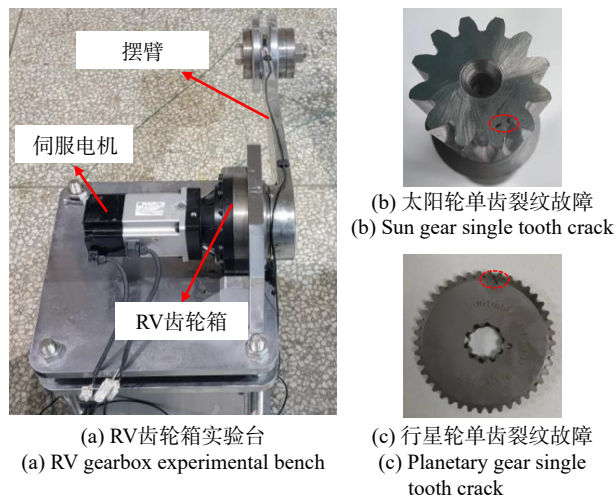 摆臂
伺服电机
RV齿轮箱
(a) RV齿轮箱实验台
(a) RV gearbox experimental bench
(b) 太阳轮单齿裂纹故障
(b) Sun gear single tooth crack
(c) 行星轮单齿裂纹故障
(c) Planetary gear single
tooth crack